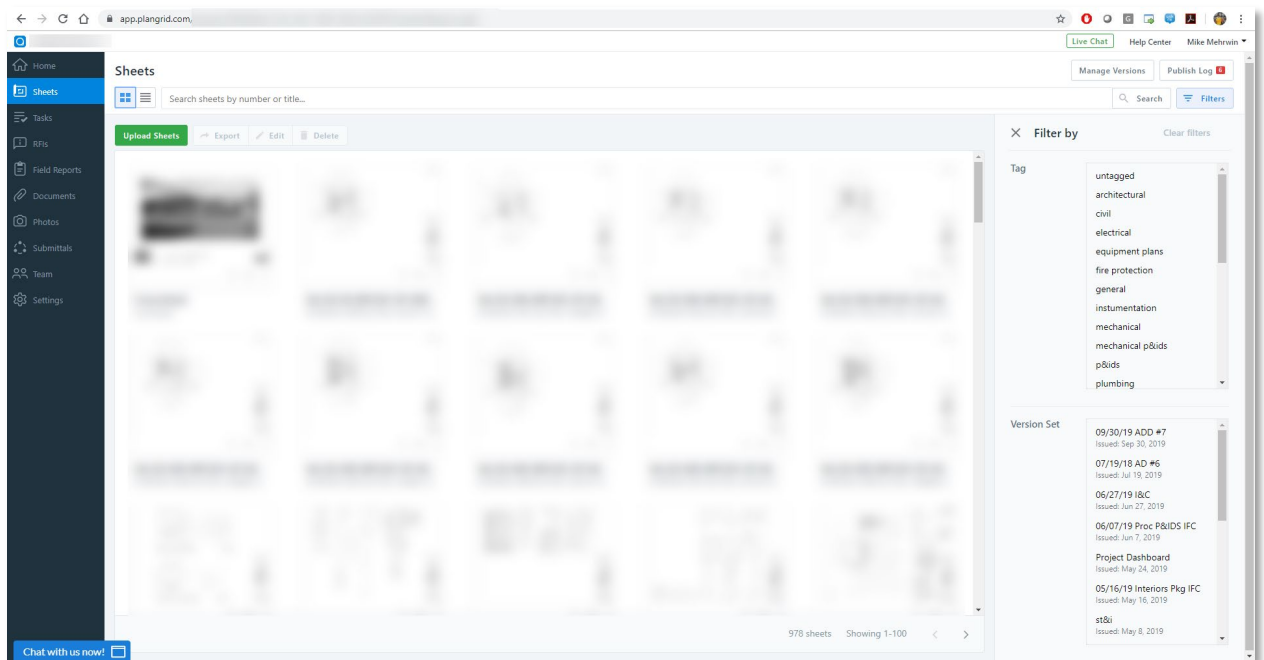 app.plangrid.com/
Live Chat Help Center Mike Mehrwin
Home
Sheets
Tasks
RFIs
Field Reports
Documents
Photos
Submittals
Team
Settings
Sheets
Manage Versions Publish Log 6
Search sheets by number or title...
Search Filters
Upload Sheets Export Edit Delete
Filter by Clear filters
Tag
untagged
architectural
civil
electrical
equipment plans
fire protection
general
instumentation
mechanical
mechanical p&ids
p&ids
plumbing
Version Set
09/30/19 ADD #7
Issued: Sep 30, 2019
07/19/18 AD #6
Issued: Jul 19, 2019
06/27/19 I&C
Issued: Jun 27, 2019
06/07/19 Proc P&IDS IFC
Issued: Jun 7, 2019
Project Dashboard
Issued: May 24, 2019
05/16/19 Interiors Pkg IFC
Issued: May 16, 2019
st&i
Issued: May 8, 2019
978 sheets Showing 1-100
Chat with us now!